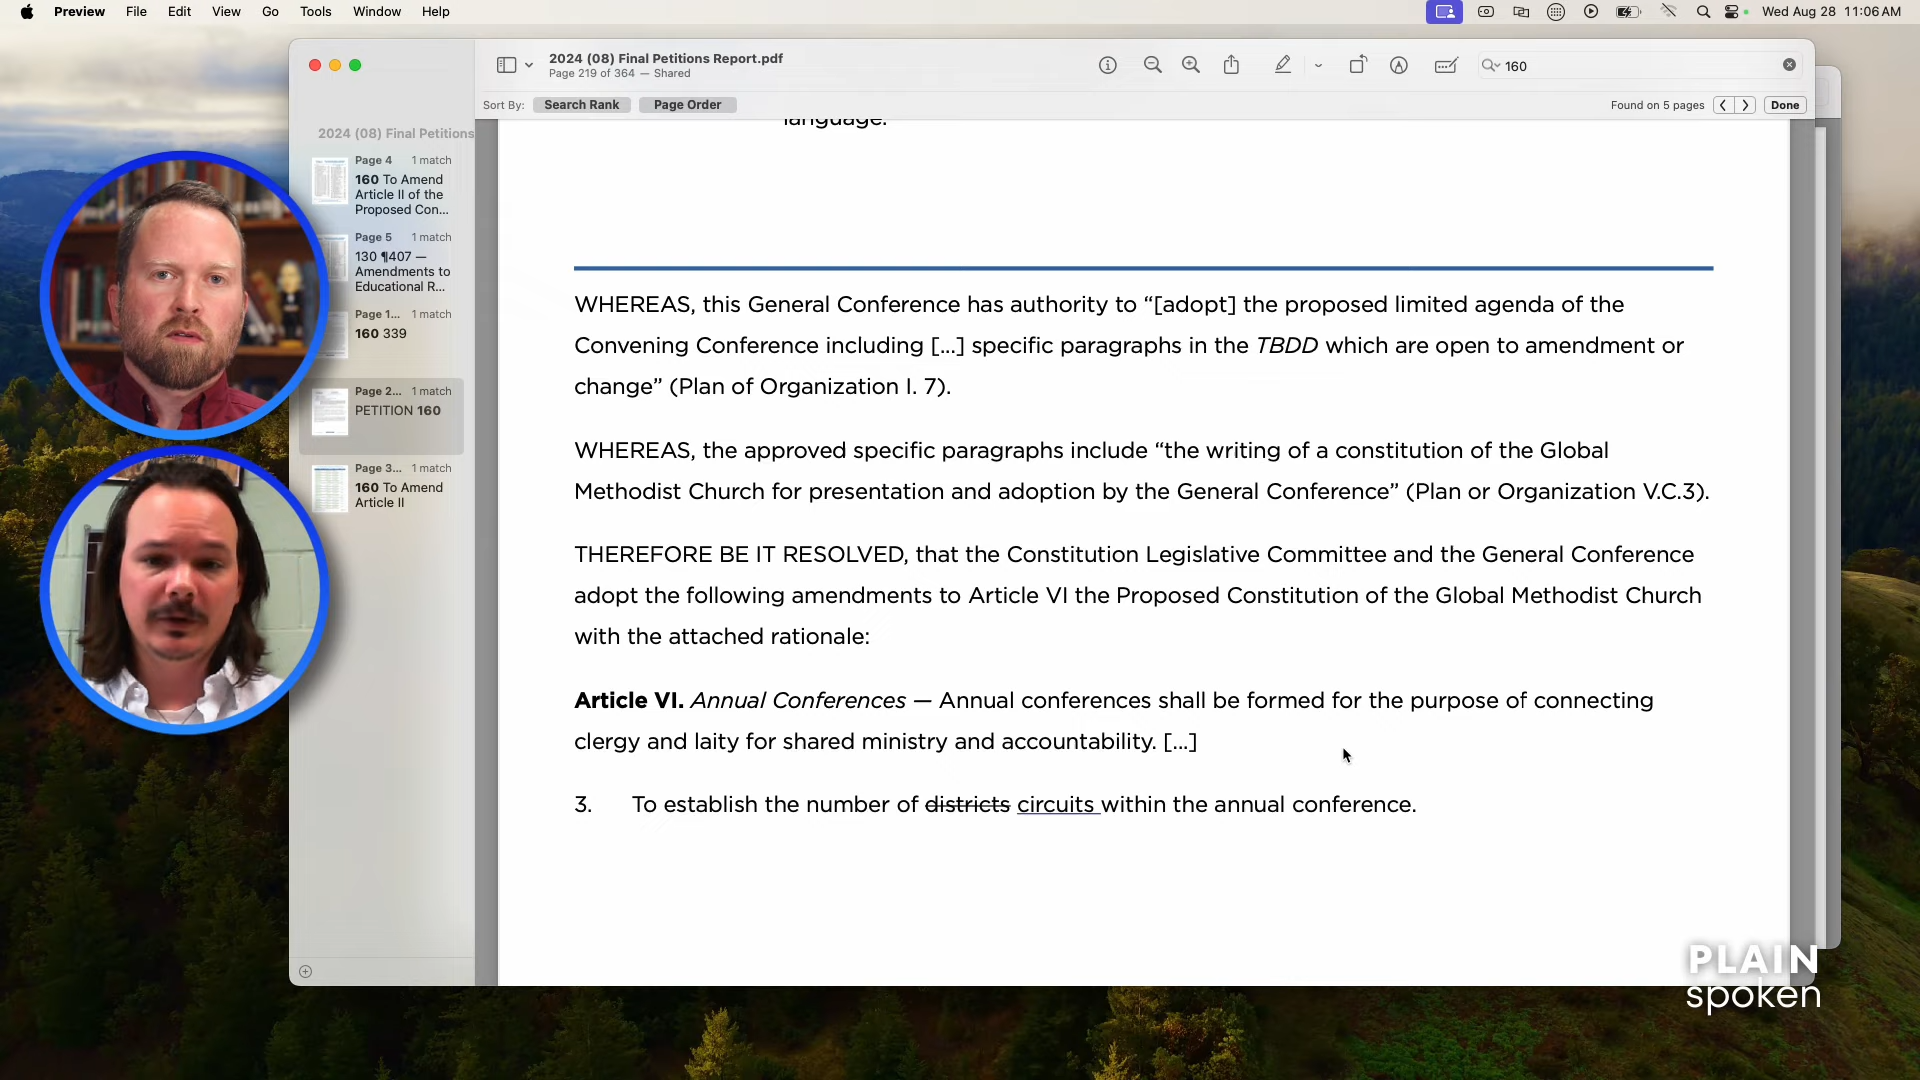 Preview File Edit View Go Tools Window Help
Wed Aug 28 11:06 AM
2024 (08) Final Petitions Report.pdf
Page 219 of 364 — Shared
160
Sort By: Search Rank Page Order
Found on 5 pages
Done
2024 (08) Final Petitions
Page 4 1 match
160 To Amend
Article II of the
Proposed Con...
Page 5 1 match
130 ¶407 —
Amendments to
Educational R...
Page 1... 1 match
160 339
Page 2... 1 match
PETITION 160
Page 3... 1 match
160 To Amend
Article II
language.
WHEREAS, this General Conference has authority to “[adopt] the proposed limited agenda of the
Convening Conference including [...] specific paragraphs in the TBDD which are open to amendment or
change” (Plan of Organization I. 7).
WHEREAS, the approved specific paragraphs include “the writing of a constitution of the Global
Methodist Church for presentation and adoption by the General Conference” (Plan or Organization V.C.3).
THEREFORE BE IT RESOLVED, that the Constitution Legislative Committee and the General Conference
adopt the following amendments to Article VI the Proposed Constitution of the Global Methodist Church
with the attached rationale:
Article VI. Annual Conferences — Annual conferences shall be formed for the purpose of connecting
clergy and laity for shared ministry and accountability. [...]
3. To establish the number of districts circuits within the annual conference.
PLAIN
spoken